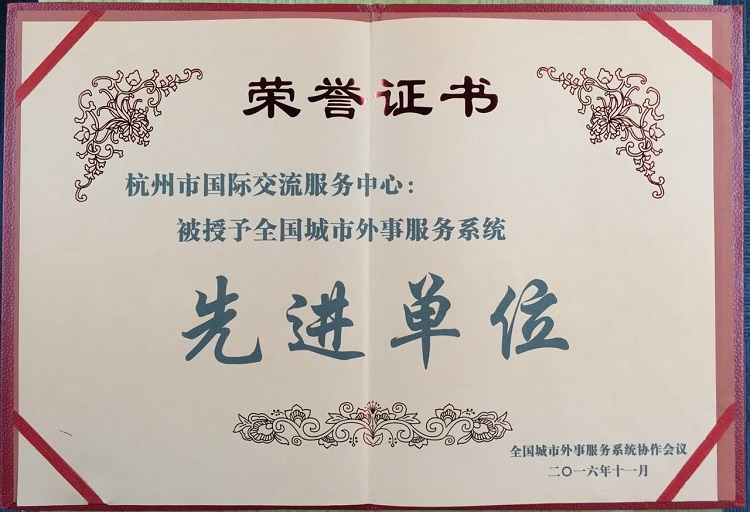 荣誉证书
杭州市国际交流服务中心：
被授予全国城市外事服务系统
先进单位
全国城市外事服务系统协作会议
二〇一六年十一月